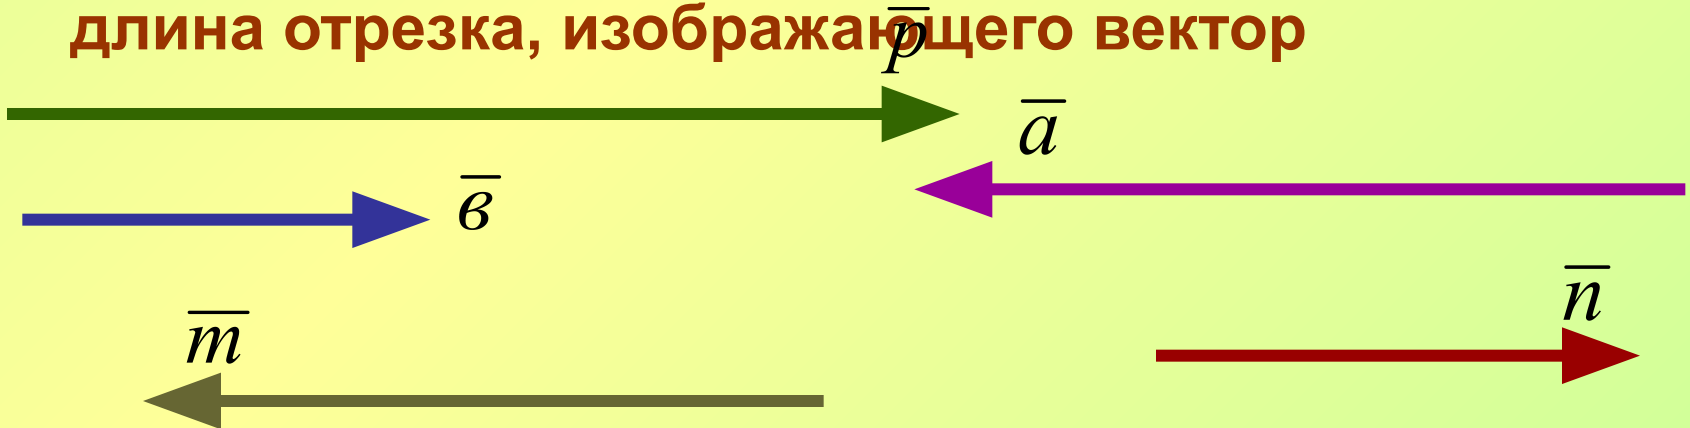 длина отрезка, изображающего вектор
p̅
a̅
в̅
n̅
m̅